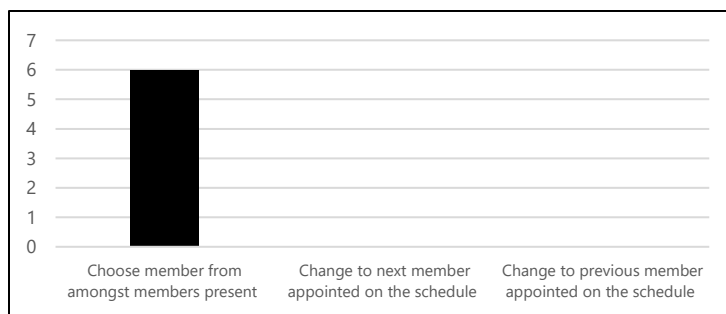 7
6
5
4
3
2
1
0
Choose member from
amongst members present
Change to next member
appointed on the schedule
Change to previous member
appointed on the schedule